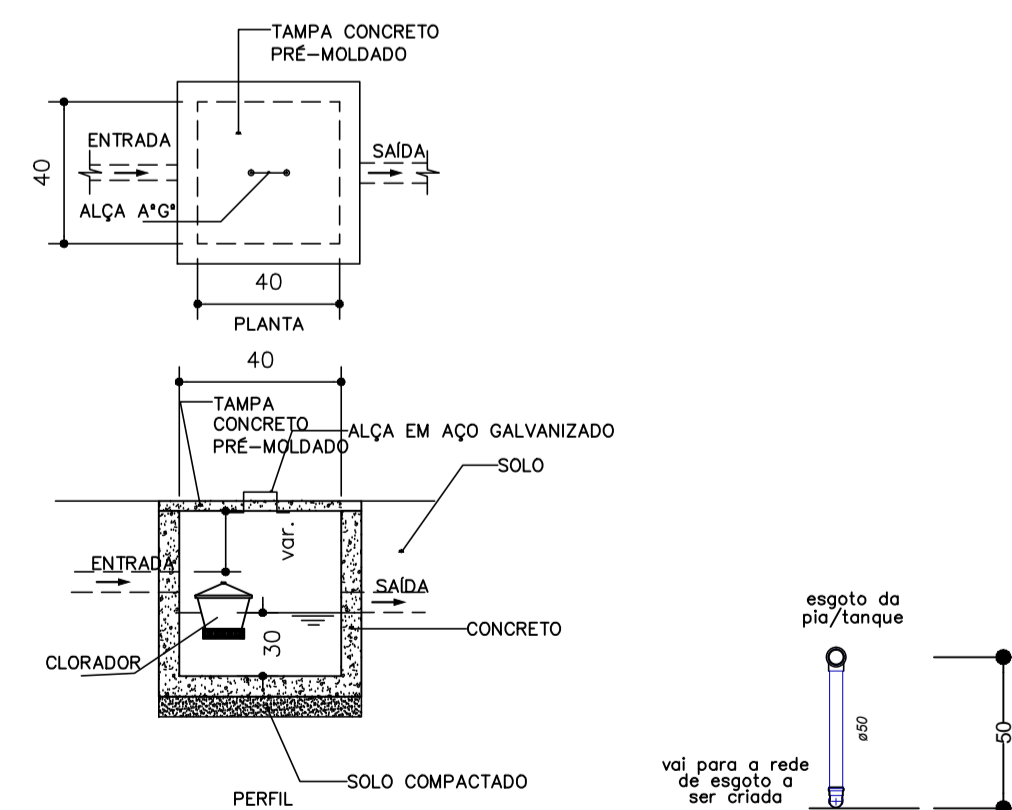 TAMPA CONCRETO
PRÉ-MOLDADO
ENTRADA
SAÍDA
40
ALÇA AºGº
40
PLANTA
40
TAMPA
CONCRETO
PRÉ-MOLDADO
ALÇA EM AÇO GALVANIZADO
SOLO
var.
ENTRADA
SAÍDA
30
CONCRETO
CLORADOR
SOLO COMPACTADO
PERFIL
esgoto da
pia/tanque
ø50
50
vai para a rede
de esgoto a
ser criada